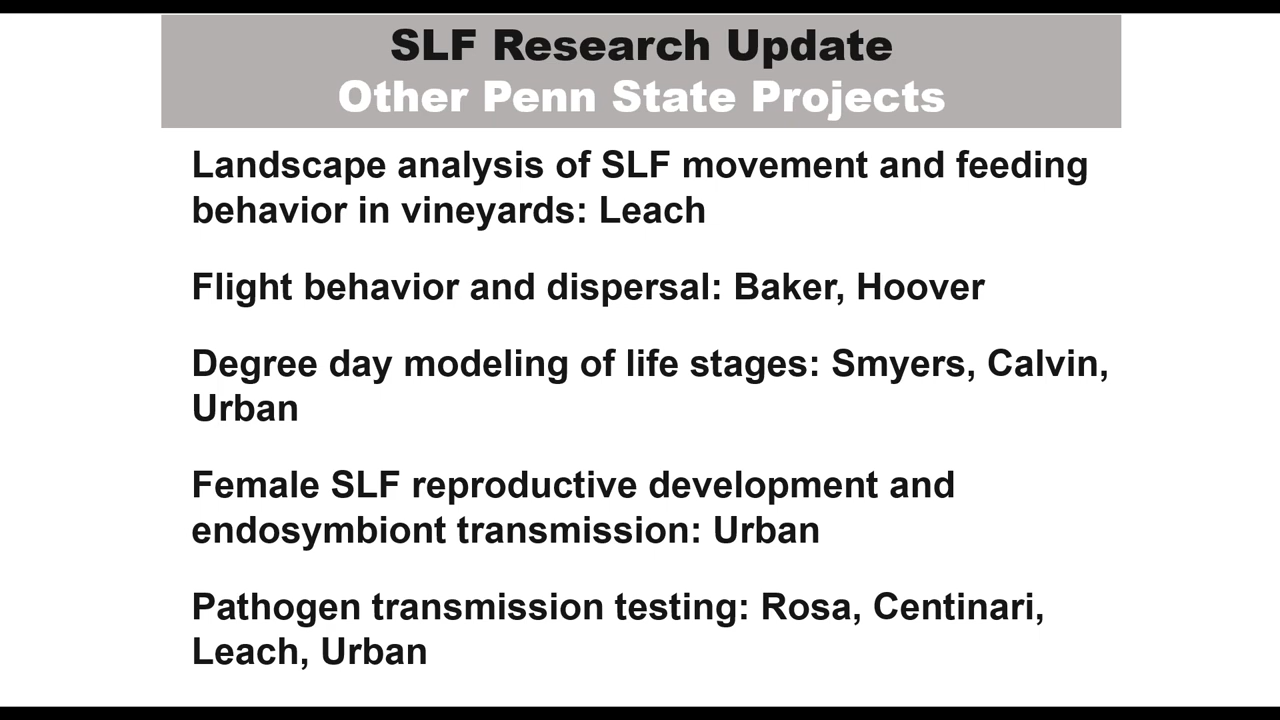 SLF Research Update
Other Penn State Projects
Landscape analysis of SLF movement and feeding
behavior in vineyards: Leach
Flight behavior and dispersal: Baker, Hoover
Degree day modeling of life stages: Smyers, Calvin,
Urban
Female SLF reproductive development and
endosymbiont transmission: Urban
Pathogen transmission testing: Rosa, Centinari,
Leach, Urban